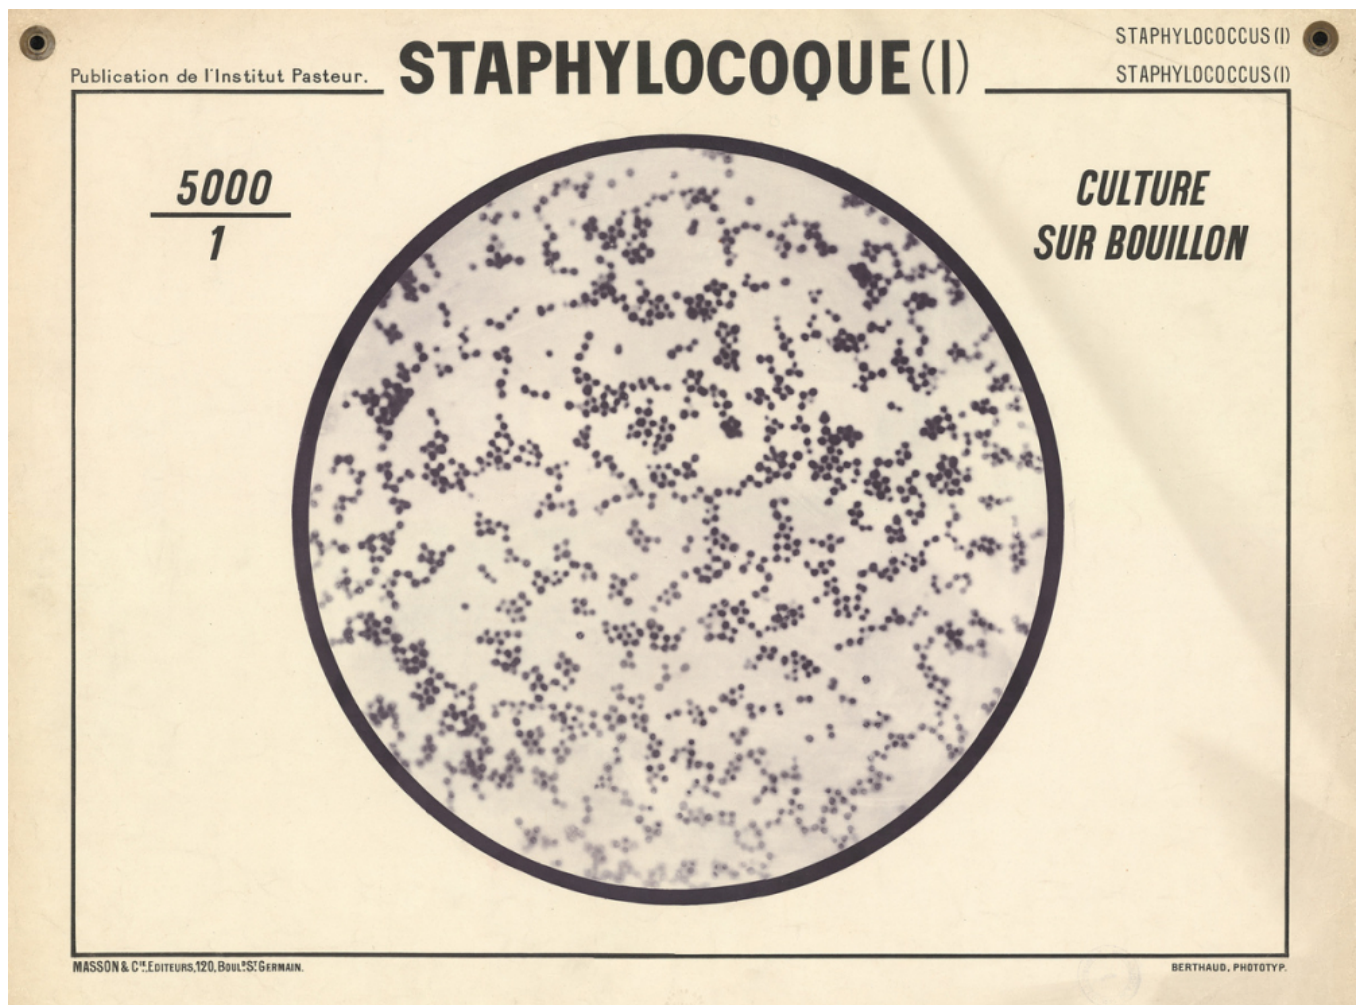 STAPHYLOCOQUE (I)
STAPHYLOCOCCUS (I)
STAPHYLOCOCCUS (I)
Publication de l'Institut Pasteur.
5000
1
CULTURE
SUR BOUILLON
MASSON & Cie. EDITEURS, 120, BOULD. ST. GERMAIN.
BERTHAUD, PHOTOTYP.